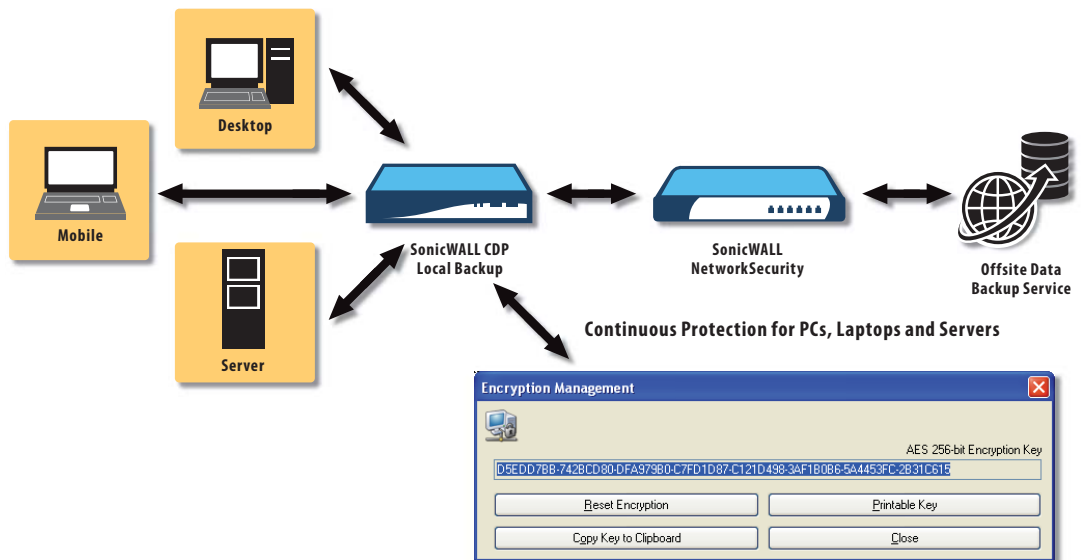 Desktop
Mobile
Server
SonicWALL CDP
Local Backup
SonicWALL
NetworkSecurity
Offsite Data
Backup Service
Continuous Protection for PCs, Laptops and Servers
Encryption Management
AES 256-bit Encryption Key
D5EDD7BB-742BCD80-DFA979B0-C7FD1D87-C121D498-3AF1B0B6-5A4453FC-2B31C615
Reset Encryption
Printable Key
Copy Key to Clipboard
Close